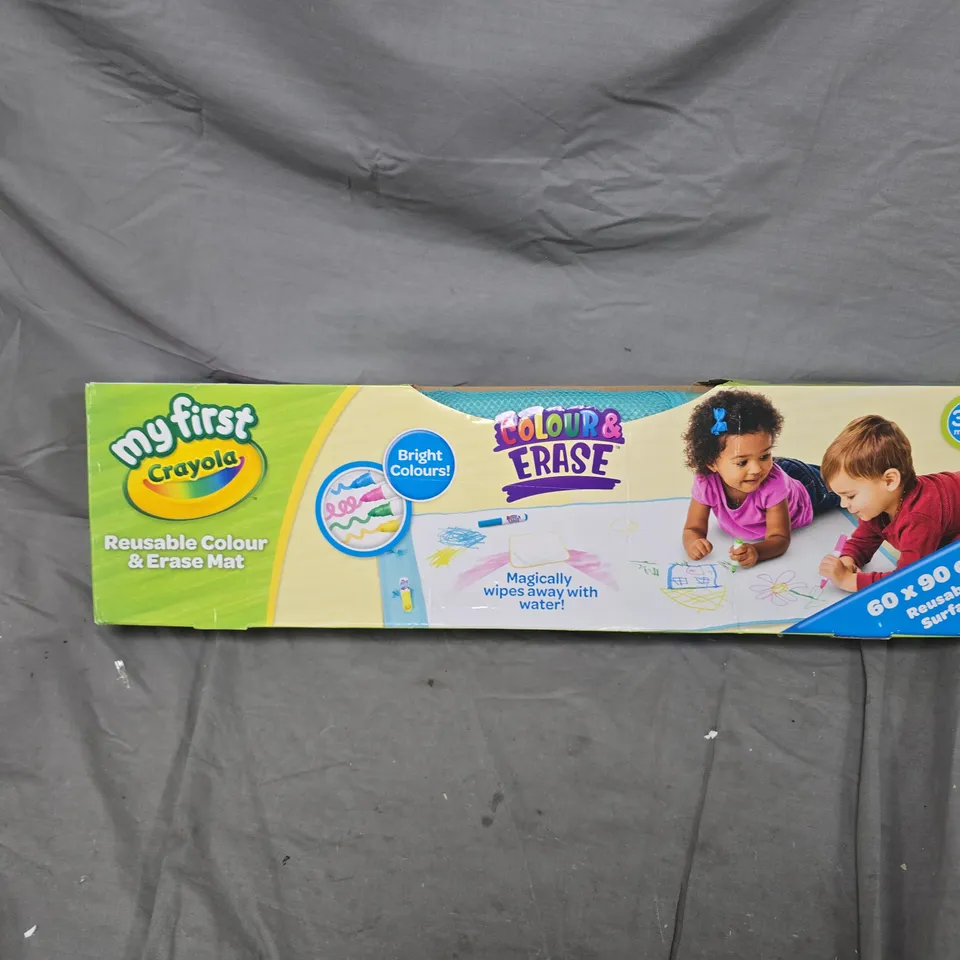 my first
Crayola
Reusable Colour
& Erase Mat
Bright
Colours!
COLOUR &
ERASE
Magically
wipes away with
water!
60 x 90